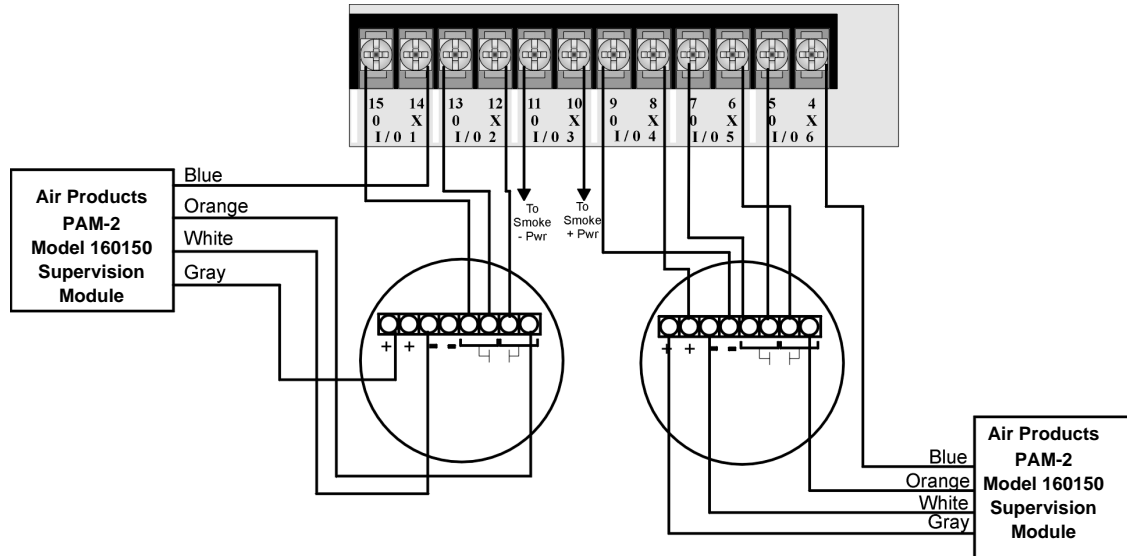 15 14 13 12 11 10 9 8 7 6 5 4
0 X 0 X 0 X 0 X 0 X 0 X
I / 0 1 I / 0 2 I / 0 3 I / 0 4 I / 0 5 I / 0 6
To
Smoke
- Pwr
To
Smoke
+ Pwr
Air Products
PAM-2
Model 160150
Supervision
Module
Blue
Orange
White
Gray
+ + - -
+ + - -
Blue
Orange
White
Gray
Air Products
PAM-2
Model 160150
Supervision
Module